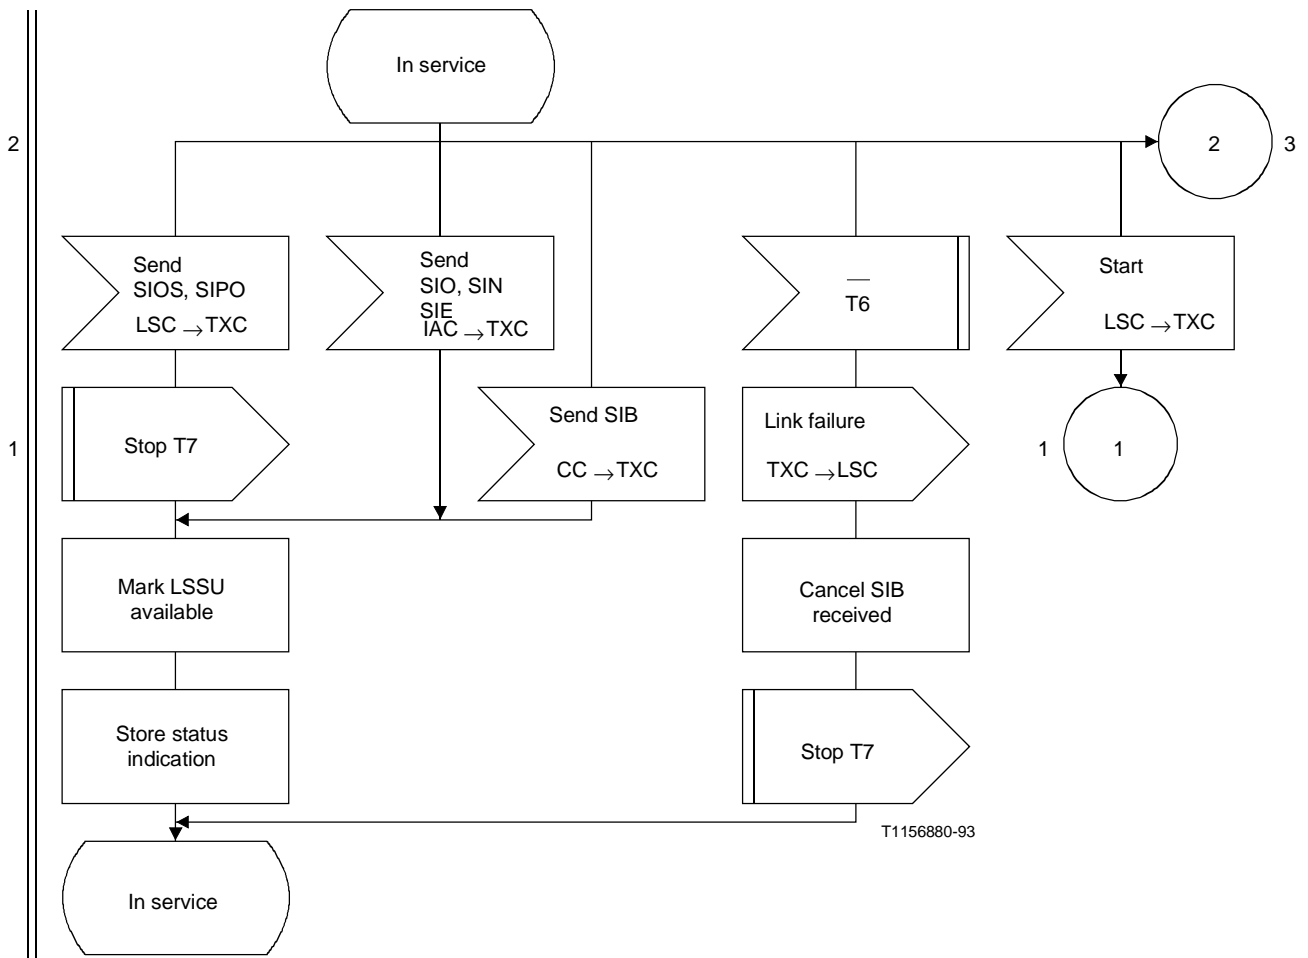 In service
2
2
3
Send
SIOS, SIPO
LSC → TXC
Send
SIO, SIN
SIE
IAC → TXC
T6
Start
LSC → TXC
Stop T7
Send SIB
CC → TXC
Link failure
TXC → LSC
1
1
1
Mark LSSU
available
Cancel SIB
received
Store status
indication
Stop T7
T1156880-93
In service